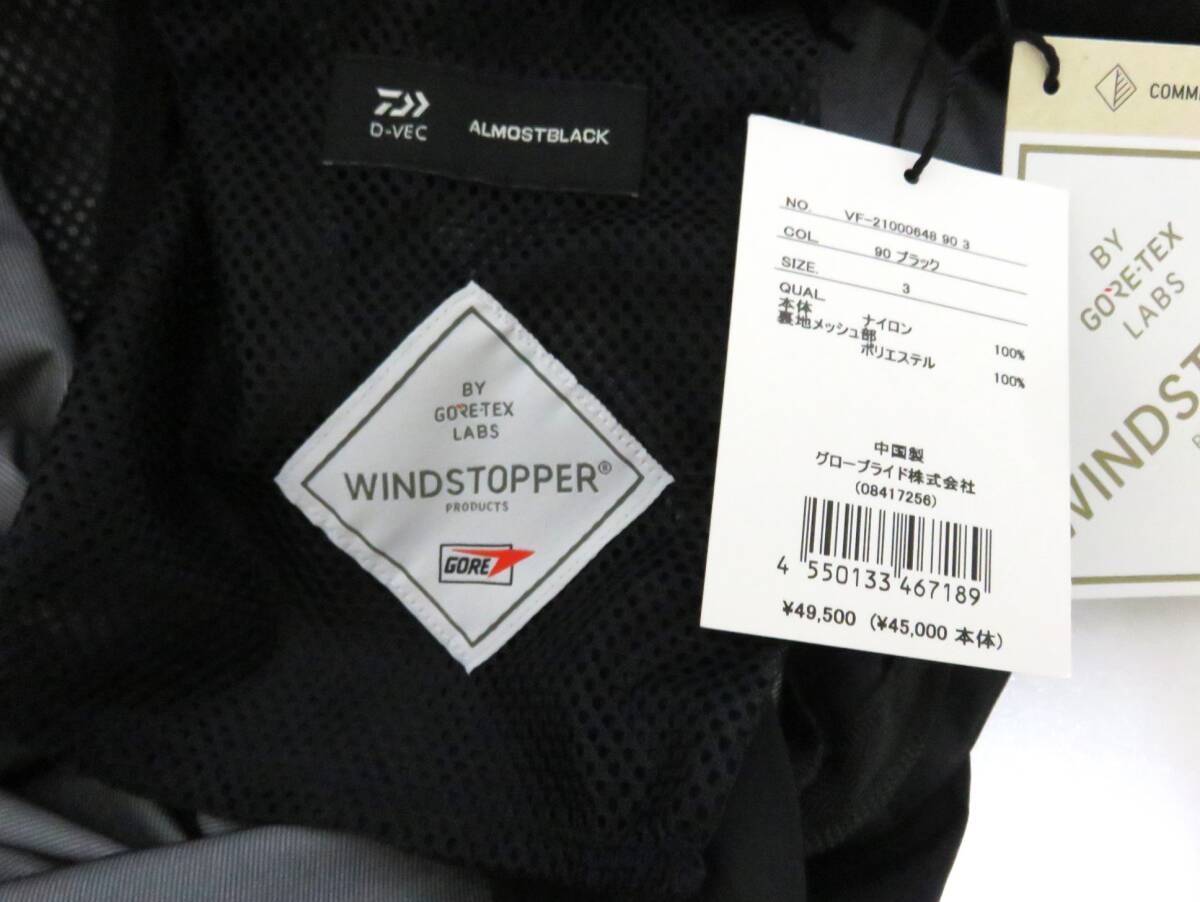 D-VEC ALMOSTBLACK
BY
GORE-TEX
LABS
WINDSTOPPER®
PRODUCTS
GORE
NO. VF-21000648 90 3
COL. 90 ブラック
SIZE. 3
QUAL.
本体 ナイロン 100%
裏地メッシュ部
ポリエステル 100%
中国製
グローブライド株式会社
(08417256)
4 550133 467189
¥49,500 (¥45,000 本体)
BY
GORE-TEX
LABS